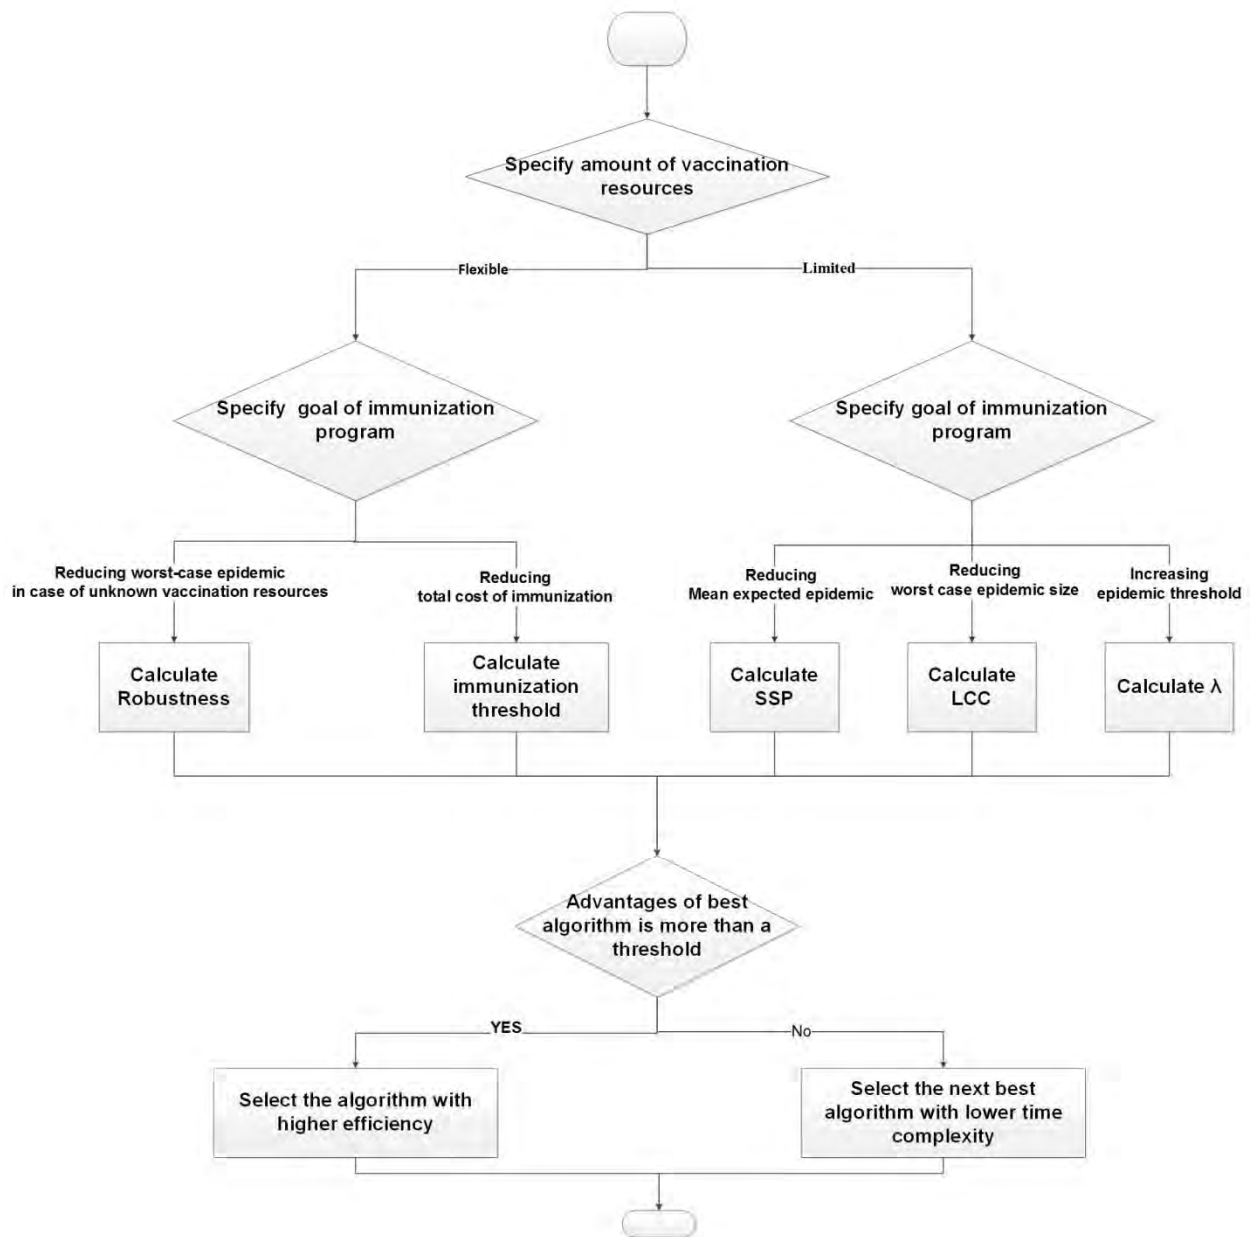 Specify amount of vaccination
resources
Flexible
Limited
Specify goal of immunization
program
Specify goal of immunization
program
Reducing worst-case epidemic
in case of unknown vaccination resources
Reducing
total cost of immunization
Reducing
Mean expected epidemic
Reducing
worst case epidemic size
Increasing
epidemic threshold
Calculate
Robustness
Calculate
immunization
threshold
Calculate
SSP
Calculate
LCC
Calculate λ
Advantages of best
algorithm is more than a
threshold
YES
No
Select the algorithm with
higher efficiency
Select the next best
algorithm with lower time
complexity